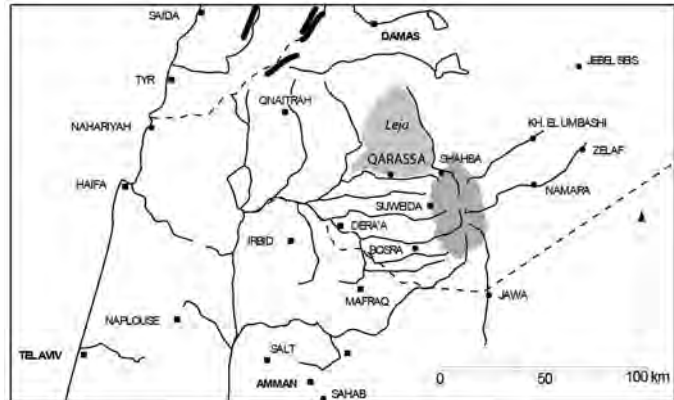 SAÏDA
DAMAS
JEBEL SEIS
TYR
QNAITRAH
Leja
NAHARIYAH
KH. EL UMBASHI
QARASSA
SHAHBA
ZELAF
HAIFA
NAMARA
SUWEIDA
DERA'A
IRBID
BOSRA
MAFRAQ
JAWA
NAPLOUSE
TEL AVIV
SALT
AMMAN
SAHAB
0 50 100 km